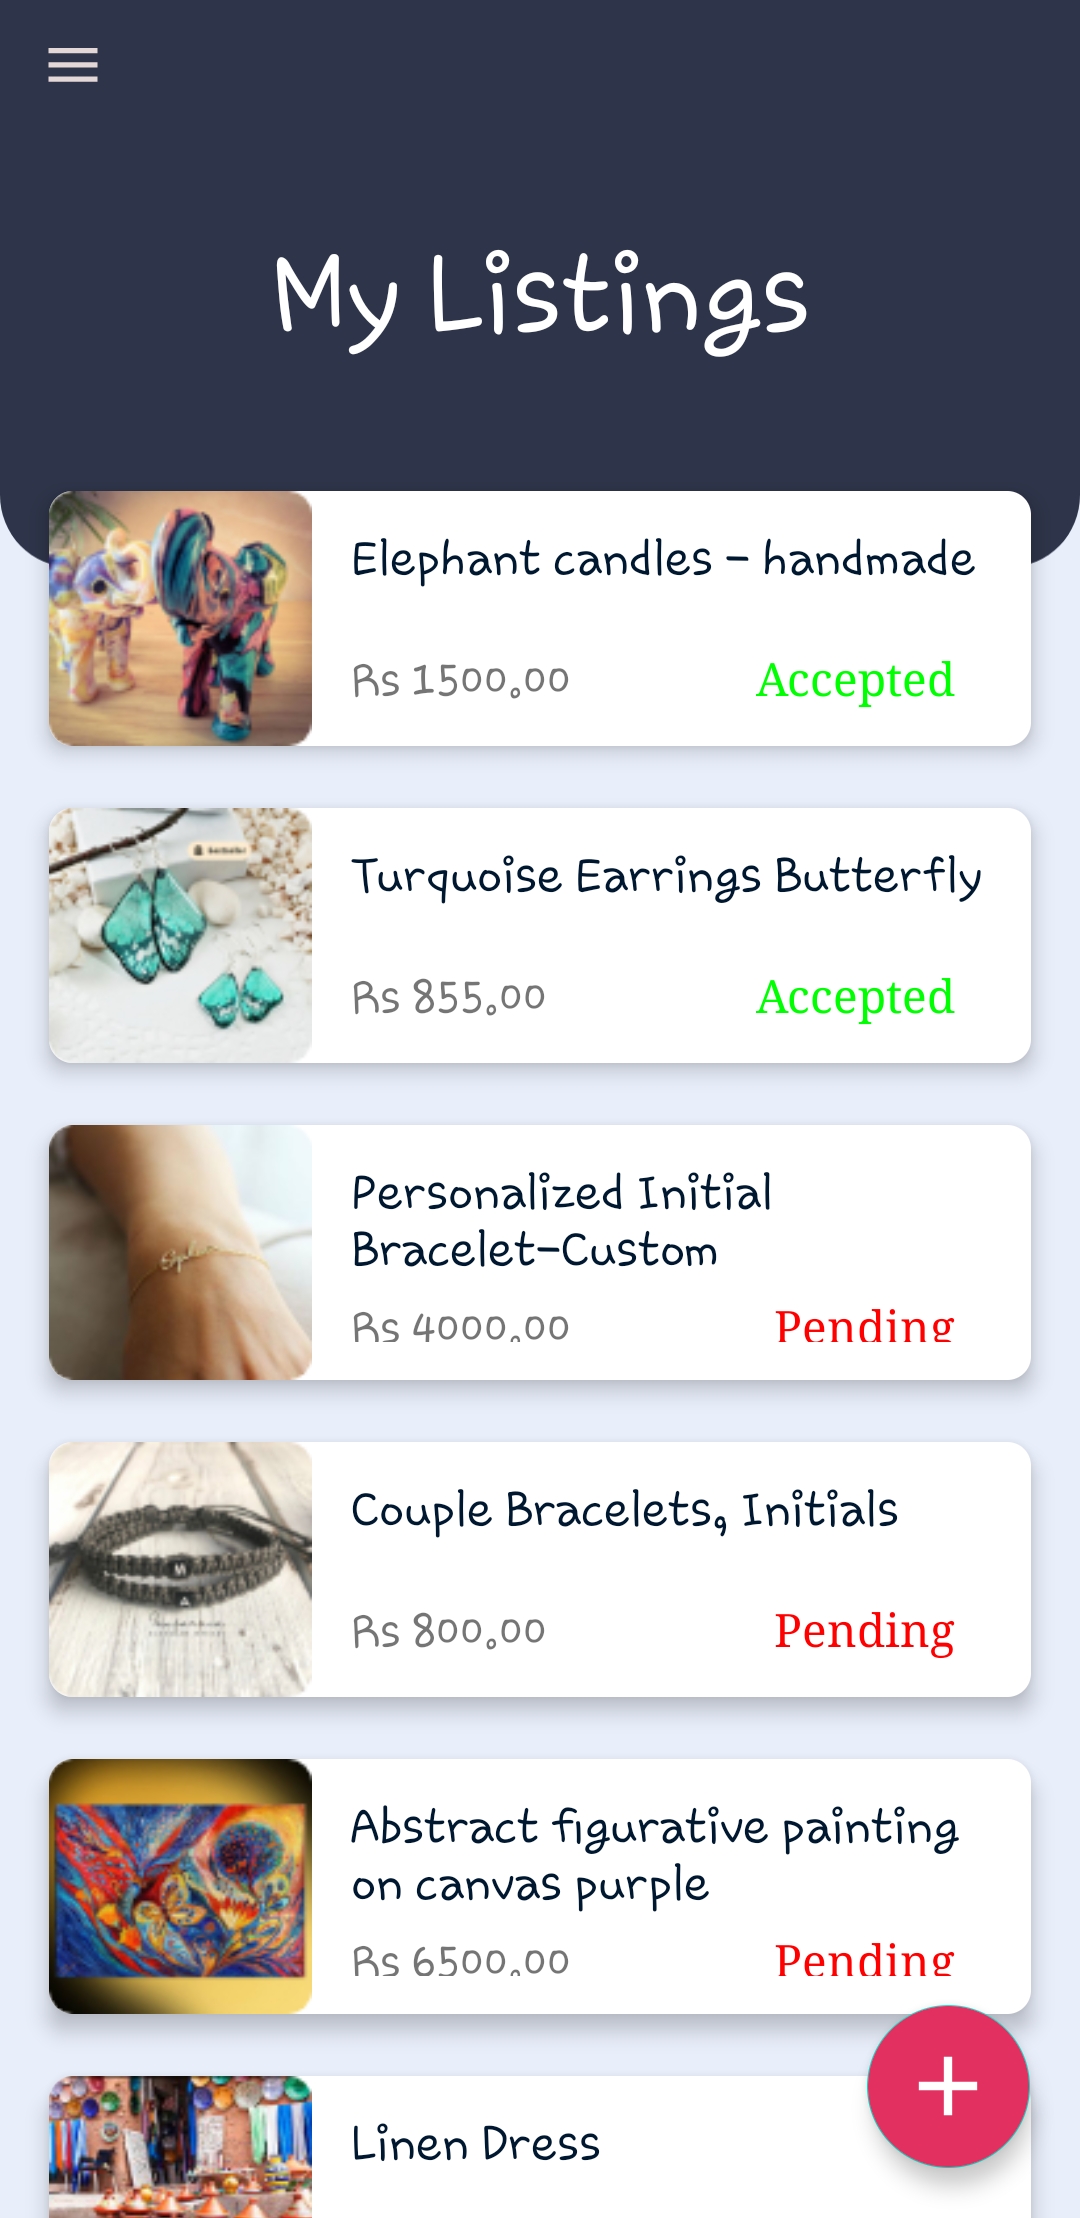 My Listings
Elephant candles - handmade
Rs 1500.00
Accepted
Turquoise Earrings Butterfly
Rs 855.00
Accepted
Personalized Initial
Bracelet-Custom
Rs 4000.00
Pending
Couple Bracelets, Initials
Rs 800.00
Pending
Abstract figurative painting
on canvas purple
Rs 6500.00
Pending
Linen Dress